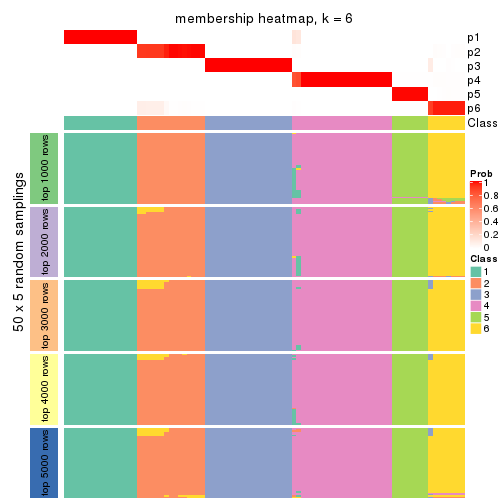 membership heatmap, k = 6
p1
p2
p3
p4
p5
p6
Class
50 x 5 random samplings
top 1000 rows
top 2000 rows
top 3000 rows
top 4000 rows
top 5000 rows
Prob
1
0.8
0.6
0.4
0.2
0
Class
1
2
3
4
5
6